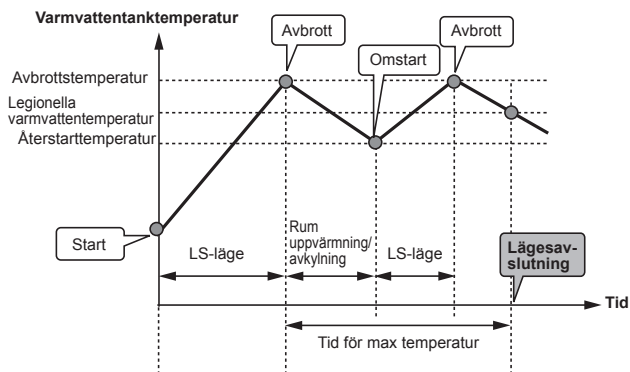 Varmvattentanktemperatur
Avbrott
Avbrott
Omstart
Avbrottstemperatur
Legionella
varmvattentemperatur
Återstarttemperatur
Start
LS-läge
Rum
uppvärmning/
avkylning
LS-läge
Lägesav-
slutning
Tid
Tid för max temperatur